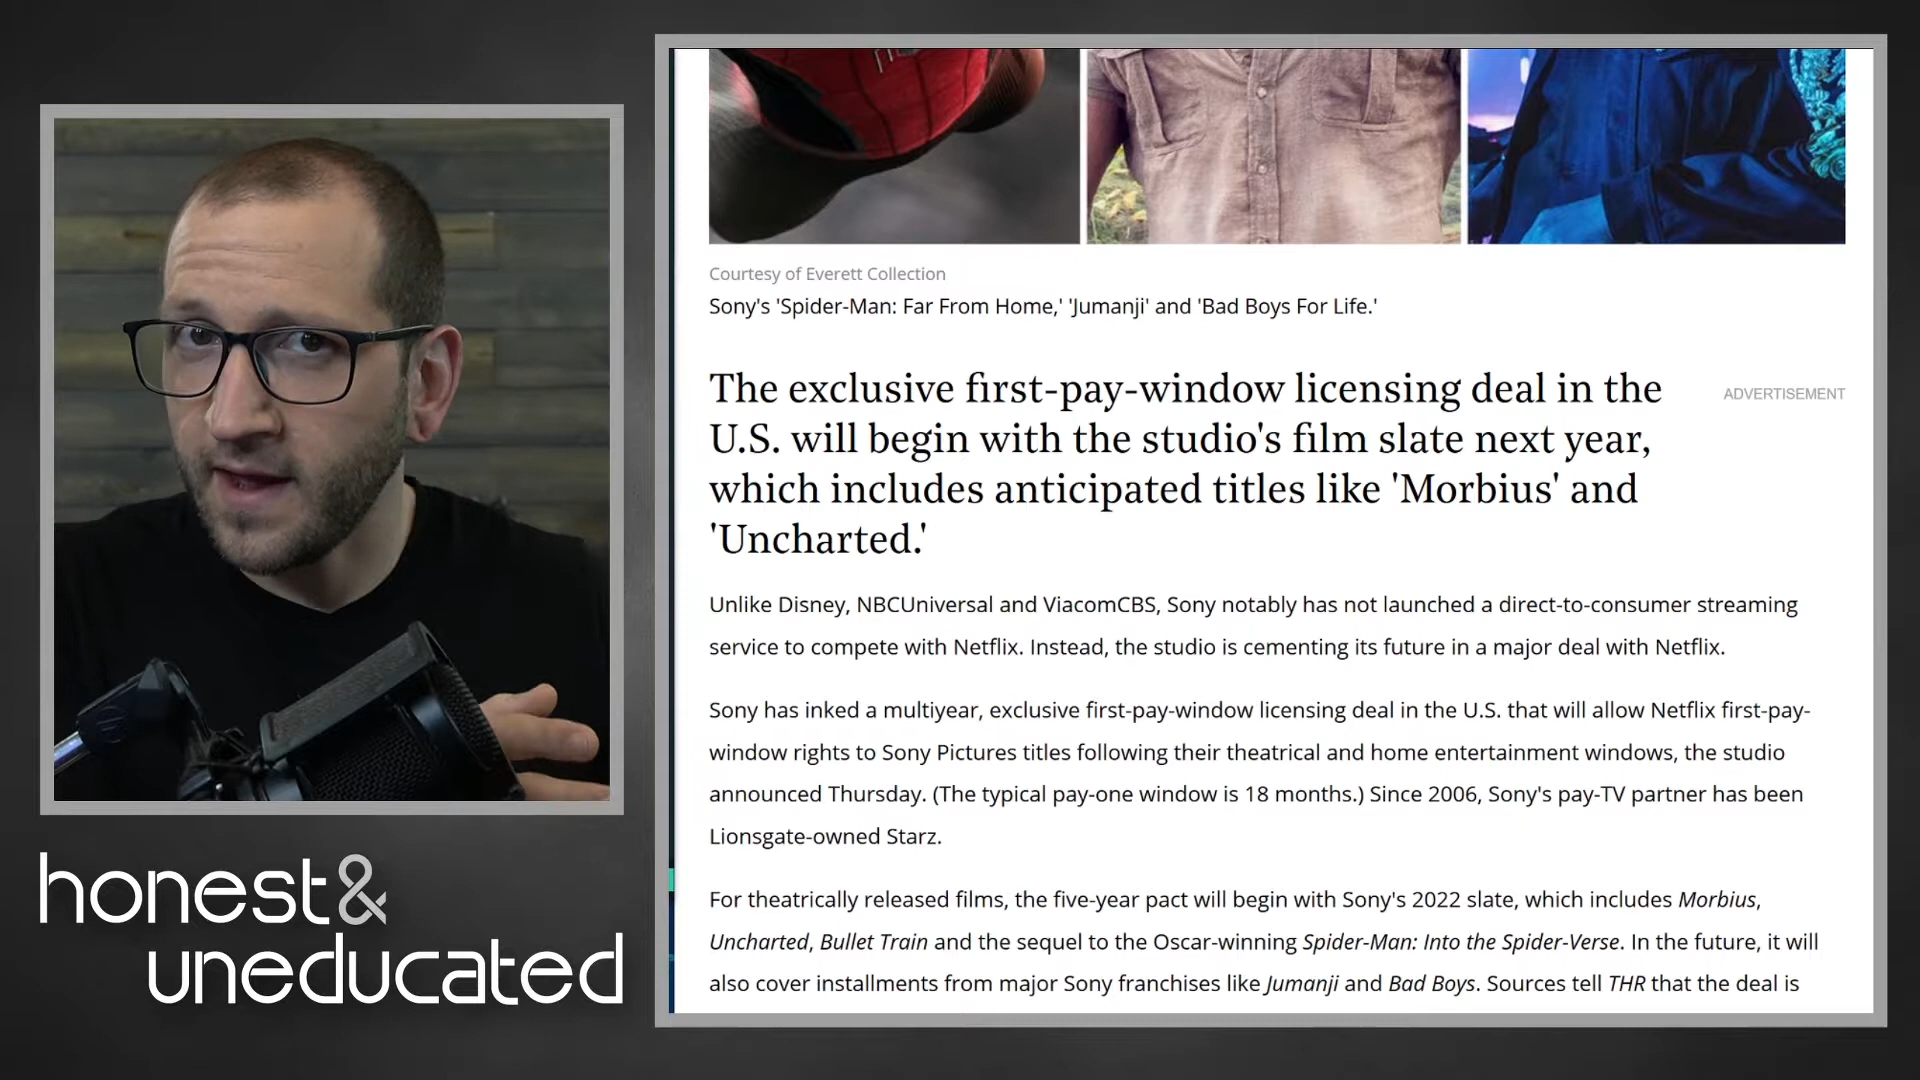 Courtesy of Everett Collection
Sony's 'Spider-Man: Far From Home,' 'Jumanji' and 'Bad Boys For Life.'
The exclusive first-pay-window licensing deal in the
U.S. will begin with the studio's film slate next year,
which includes anticipated titles like 'Morbius' and
'Uncharted.'
ADVERTISEMENT
Unlike Disney, NBCUniversal and ViacomCBS, Sony notably has not launched a direct-to-consumer streaming
service to compete with Netflix. Instead, the studio is cementing its future in a major deal with Netflix.
Sony has inked a multiyear, exclusive first-pay-window licensing deal in the U.S. that will allow Netflix first-pay-
window rights to Sony Pictures titles following their theatrical and home entertainment windows, the studio
announced Thursday. (The typical pay-one window is 18 months.) Since 2006, Sony's pay-TV partner has been
Lionsgate-owned Starz.
For theatrically released films, the five-year pact will begin with Sony's 2022 slate, which includes Morbius,
Uncharted, Bullet Train and the sequel to the Oscar-winning Spider-Man: Into the Spider-Verse. In the future, it will
also cover installments from major Sony franchises like Jumanji and Bad Boys. Sources tell THR that the deal is
honest&
uneducated